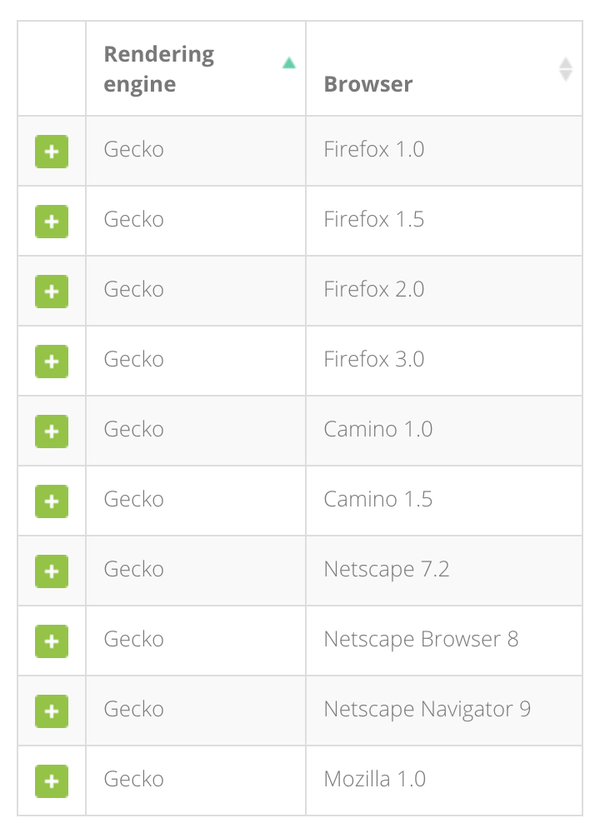 Rendering engine Browser
Gecko Firefox 1.0
Gecko Firefox 1.5
Gecko Firefox 2.0
Gecko Firefox 3.0
Gecko Camino 1.0
Gecko Camino 1.5
Gecko Netscape 7.2
Gecko Netscape Browser 8
Gecko Netscape Navigator 9
Gecko Mozilla 1.0